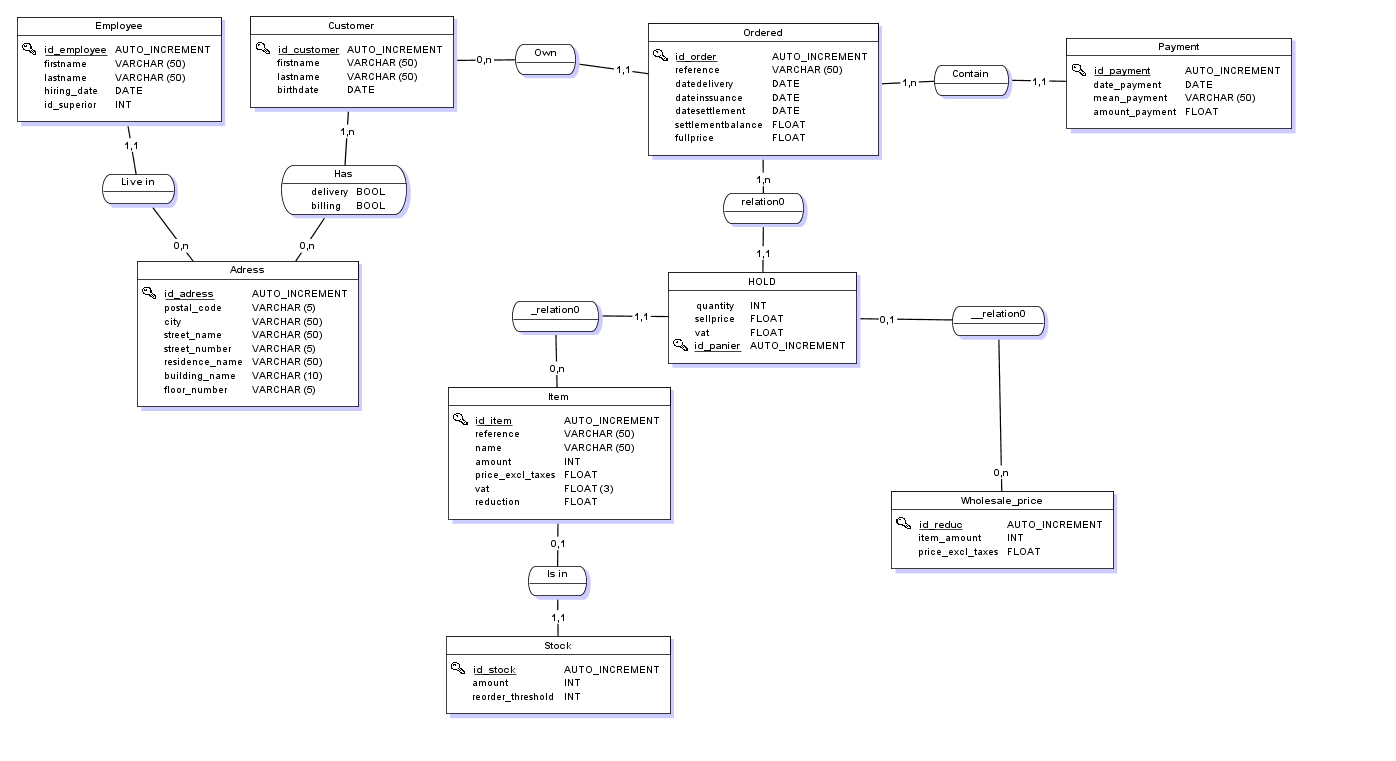 Employee
id_employee AUTO_INCREMENT
firstname VARCHAR (50)
lastname VARCHAR (50)
hiring_date DATE
id_superior INT
Customer
id_customer AUTO_INCREMENT
firstname VARCHAR (50)
lastname VARCHAR (50)
birthdate DATE
0,n
Own
1,1
Ordered
id_order AUTO_INCREMENT
reference VARCHAR (50)
datedelivery DATE
dateinssuance DATE
datesettlement DATE
settlementbalance FLOAT
fullprice FLOAT
1,n
Contain
1,1
Payment
id_payment AUTO_INCREMENT
date_payment DATE
mean_payment VARCHAR (50)
amount_payment FLOAT
1,1
Live in
0,n
1,n
Has
delivery BOOL
billing BOOL
0,n
Adress
id_adress AUTO_INCREMENT
postal_code VARCHAR (5)
city VARCHAR (50)
street_name VARCHAR (50)
street_number VARCHAR (5)
residence_name VARCHAR (50)
building_name VARCHAR (10)
floor_number VARCHAR (5)
1,n
relation0
1,1
HOLD
quantity INT
sellprice FLOAT
vat FLOAT
id_panier AUTO_INCREMENT
1,1
_relation0
0,n
0,1
__relation0
0,n
Item
id_item AUTO_INCREMENT
reference VARCHAR (50)
name VARCHAR (50)
amount INT
price_excl_taxes FLOAT
vat FLOAT (3)
reduction FLOAT
Wholesale_price
id_reduc AUTO_INCREMENT
item_amount INT
price_excl_taxes FLOAT
0,1
Is in
1,1
Stock
id_stock AUTO_INCREMENT
amount INT
reorder_threshold INT